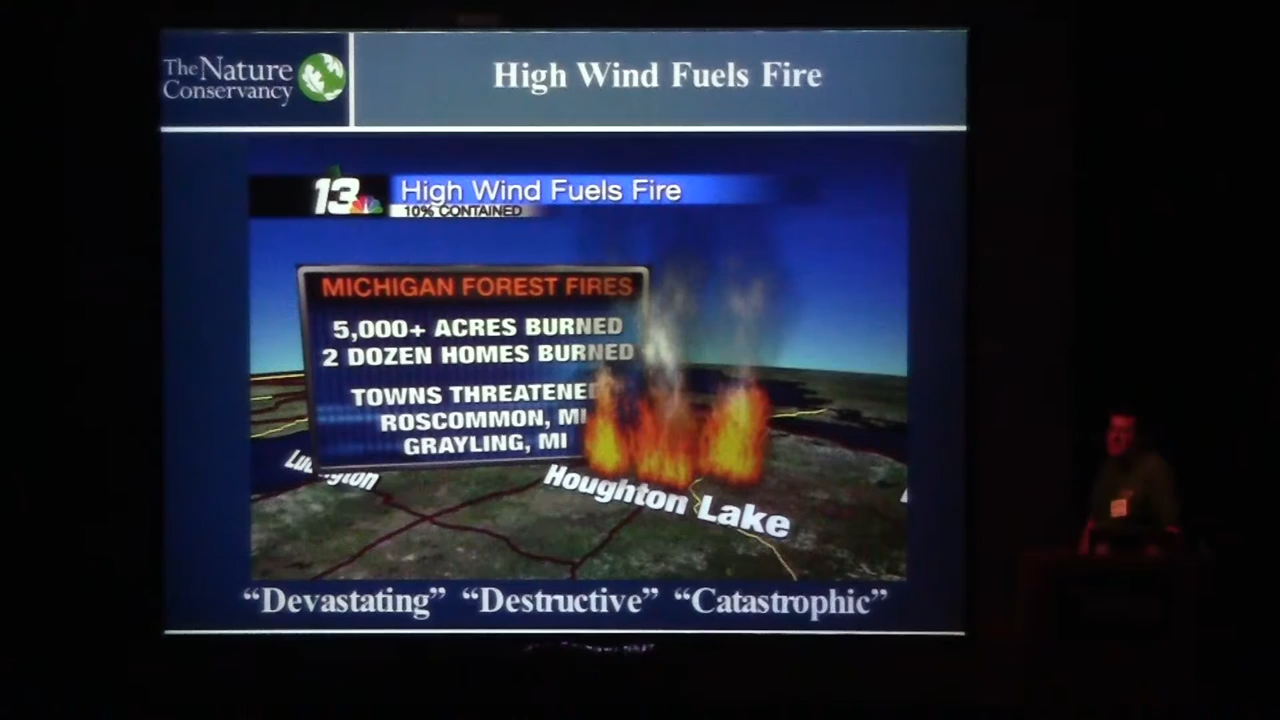 The Nature
Conservancy
High Wind Fuels Fire
13
High Wind Fuels Fire
10% CONTAINED
MICHIGAN FOREST FIRES
5,000+ ACRES BURNED
2 DOZEN HOMES BURNED
TOWNS THREATENED
ROSCOMMON, MI
GRAYLING, MI
Houghton Lake
“Devastating” “Destructive” “Catastrophic”